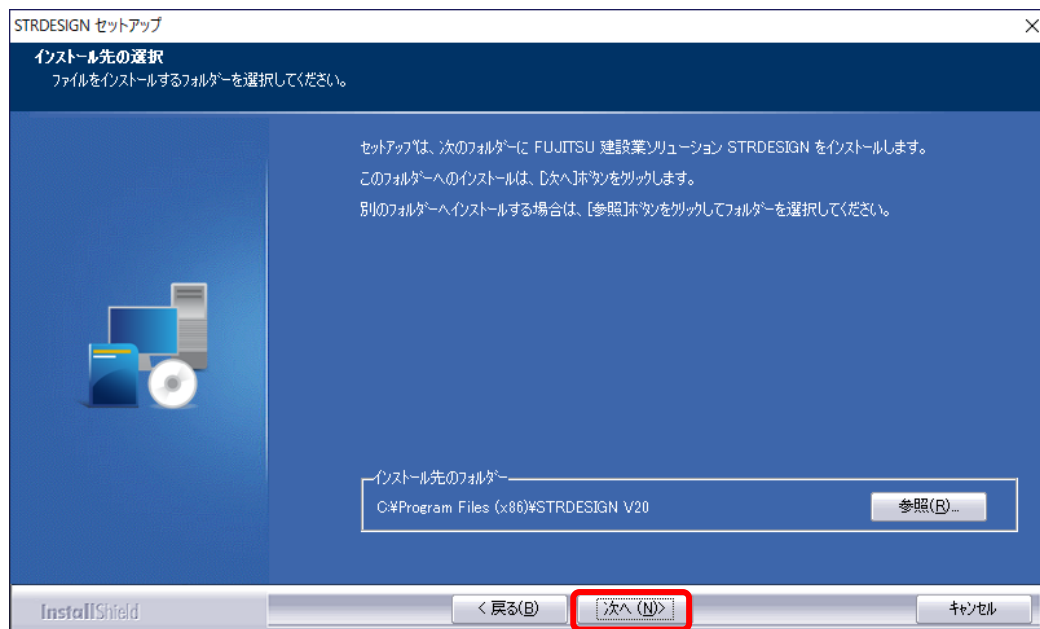 STRDESIGN セットアップ
インストール先の選択
ファイルをインストールするフォルダーを選択してください。
セットアップは、次のフォルダーに FUJITSU 建設業ソリューション STRDESIGN をインストールします。
このフォルダーへのインストールは、[次へ]ボタンをクリックします。
別のフォルダーへインストールする場合は、[参照]ボタンをクリックしてフォルダーを選択してください。
インストール先のフォルダー
C:¥Program Files (x86)¥STRDESIGN V20
参照(R)...
InstallShield
< 戻る(B)
次へ (N)>
キャンセル